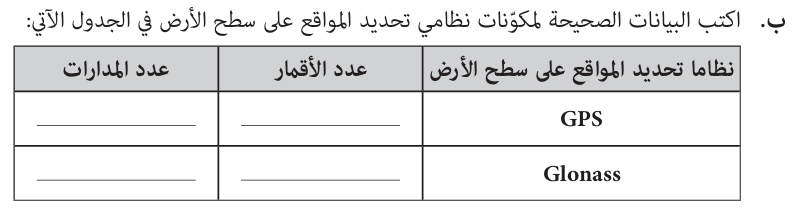 ب. اكتب البيانات الصحيحة لمكوّنات نظامي تحديد المواقع على سطح الأرض في الجدول الآتي:
نظاما تحديد المواقع على سطح الأرض عدد الأقمار عدد المدارات
GPS
Glonass